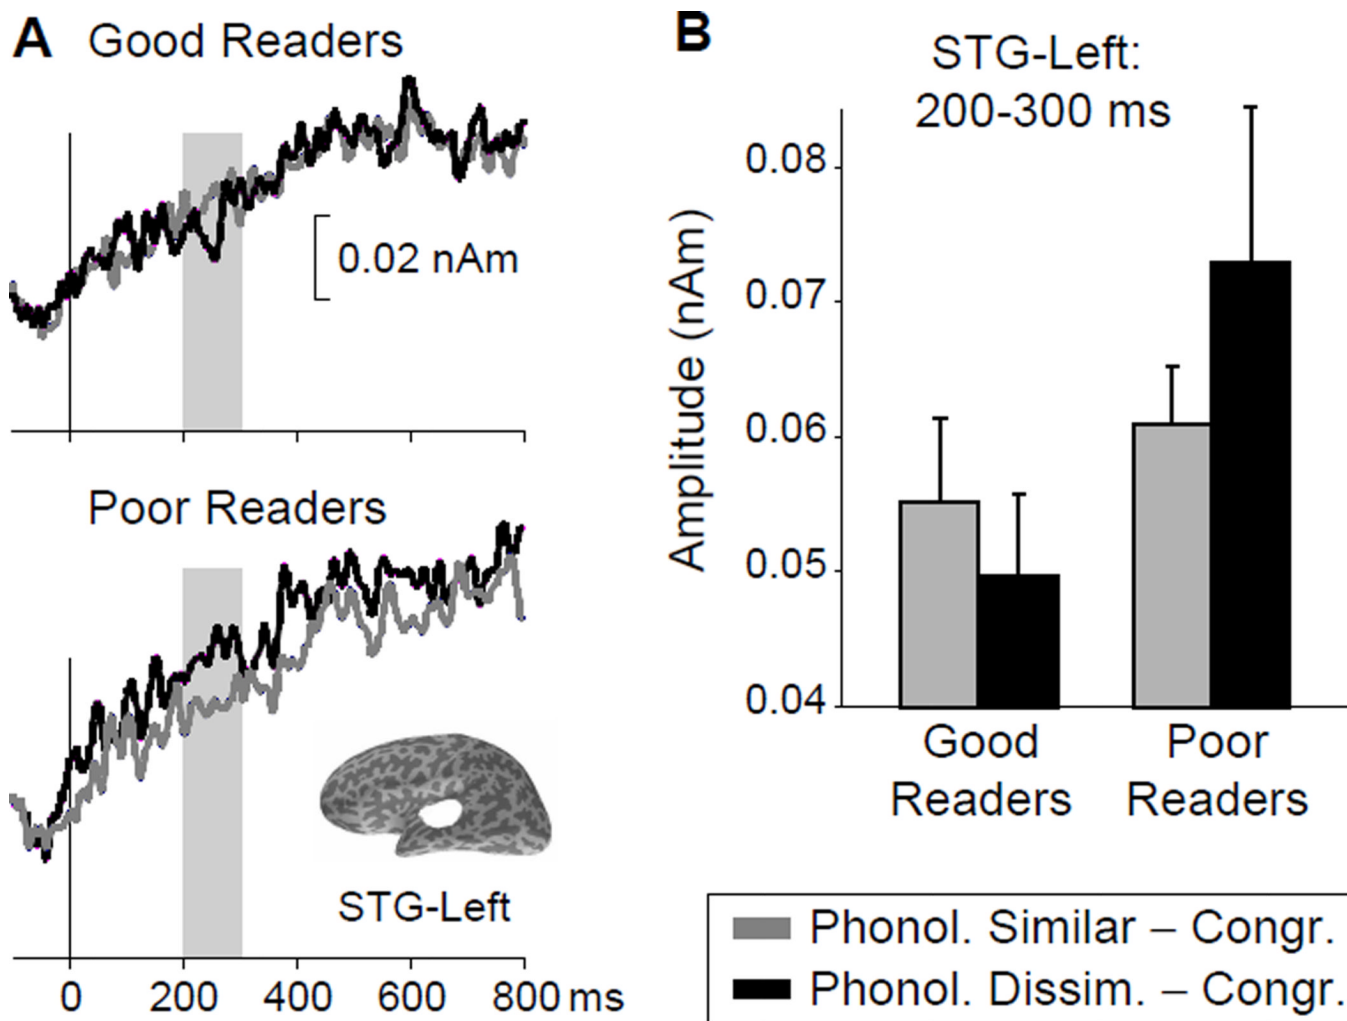 A Good Readers
0.02 nAm
Poor Readers
STG-Left
0 200 400 600 800 ms
B
STG-Left:
200-300 ms
Amplitude (nAm)
0.08
0.07
0.06
0.05
0.04
Good Readers
Poor Readers
Phonol. Similar – Congr.
Phonol. Dissim. – Congr.